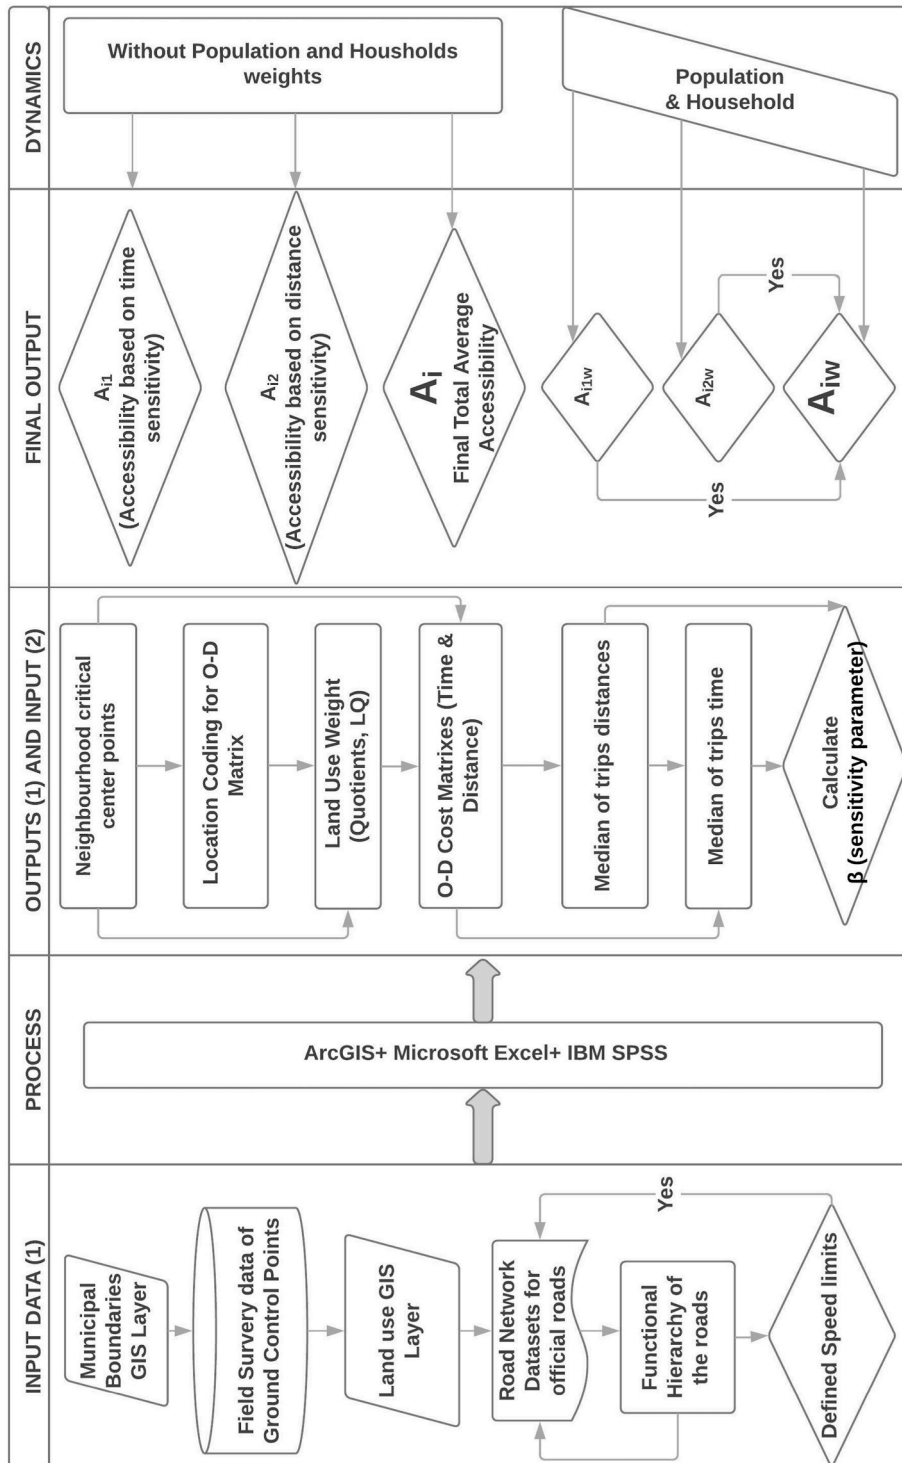 DYNAMICS
Without Population and Housholds
weights
Population
& Household
FINAL OUTPUT
Ai1
(Accessibility based on time
sensitivity)
Ai2
(Accessibility based on distance
sensitivity)
Ai
Final Total Average
Accessibility
Ai1w
Ai2w
Aiw
Yes
Yes
OUTPUTS (1) AND INPUT (2)
Neighbourhood critical
center points
Location Coding for O-D
Matrix
Land Use Weight
(Quotients, LQ)
O-D Cost Matrixes (Time &
Distance)
Median of trips distances
Median of trips time
Calculate
β (sensitivity parameter)
PROCESS
ArcGIS+ Microsoft Excel+ IBM SPSS
INPUT DATA (1)
Municipal
Boundaries
GIS Layer
Field Survery data of
Ground Control Points
Land use GIS
Layer
Road Network
Datasets for
official roads
Functional
Hierarchy of
the roads
Defined Speed limits
Yes